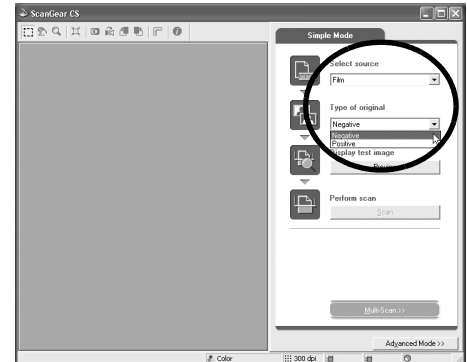 ScanGear CS
Simple Mode
Select source
Film
Type of original
Negative
Negative
Positive
Display test image
Perform scan
Scan
Multi-Scan >>
Advanced Mode >>
Color
300 dpi